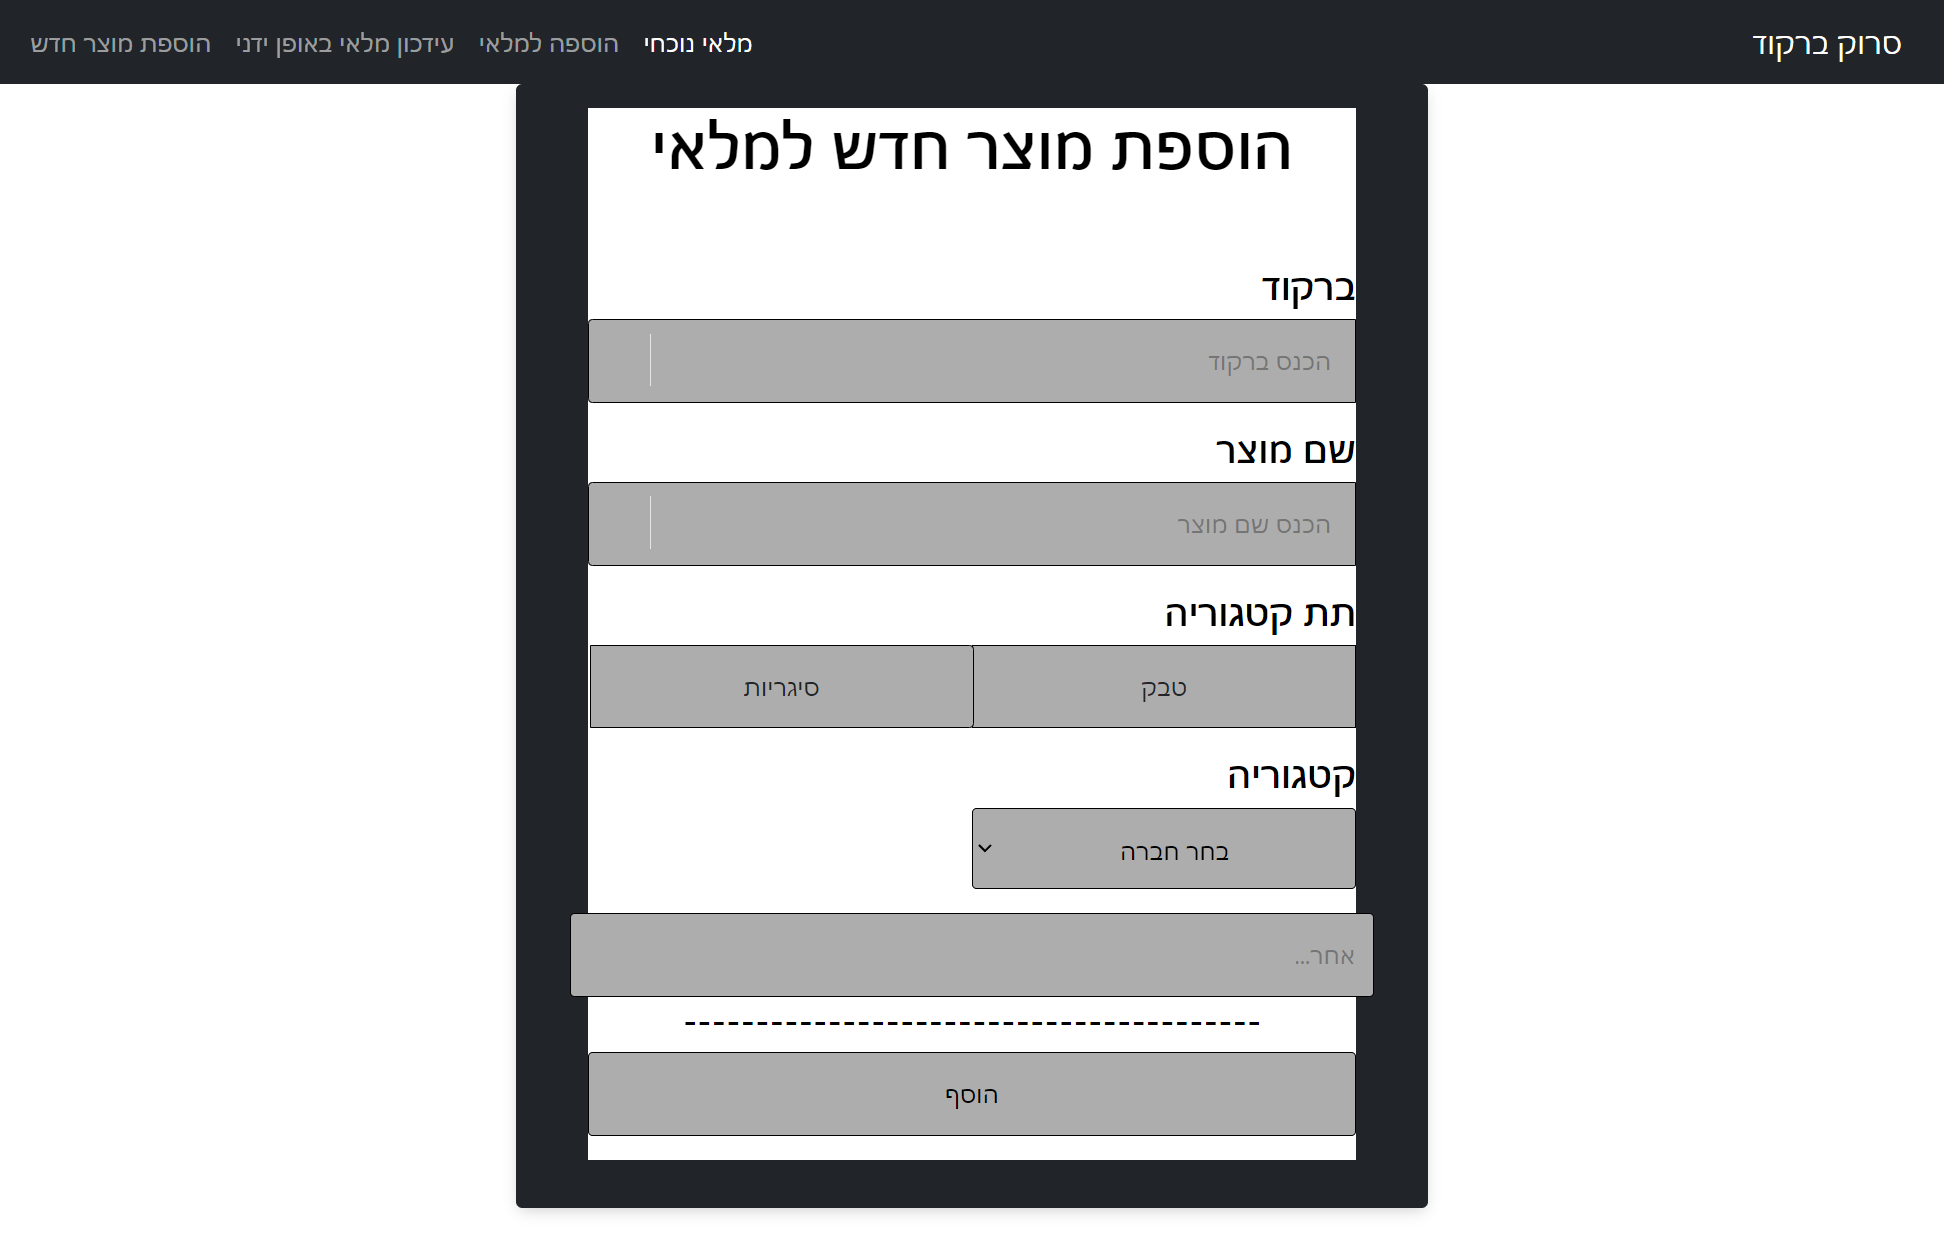 סרוק ברקוד
מלאי נוכחי הוספה למלאי עידכון מלאי באופן ידני הוספת מוצר חדש
הוספת מוצר חדש למלאי
ברקוד
הכנס ברקוד
שם מוצר
הכנס שם מוצר
תת קטגוריה
טבק סיגריות
קטגוריה
בחר חברה
אחר...
----------------------------------------
הוסף